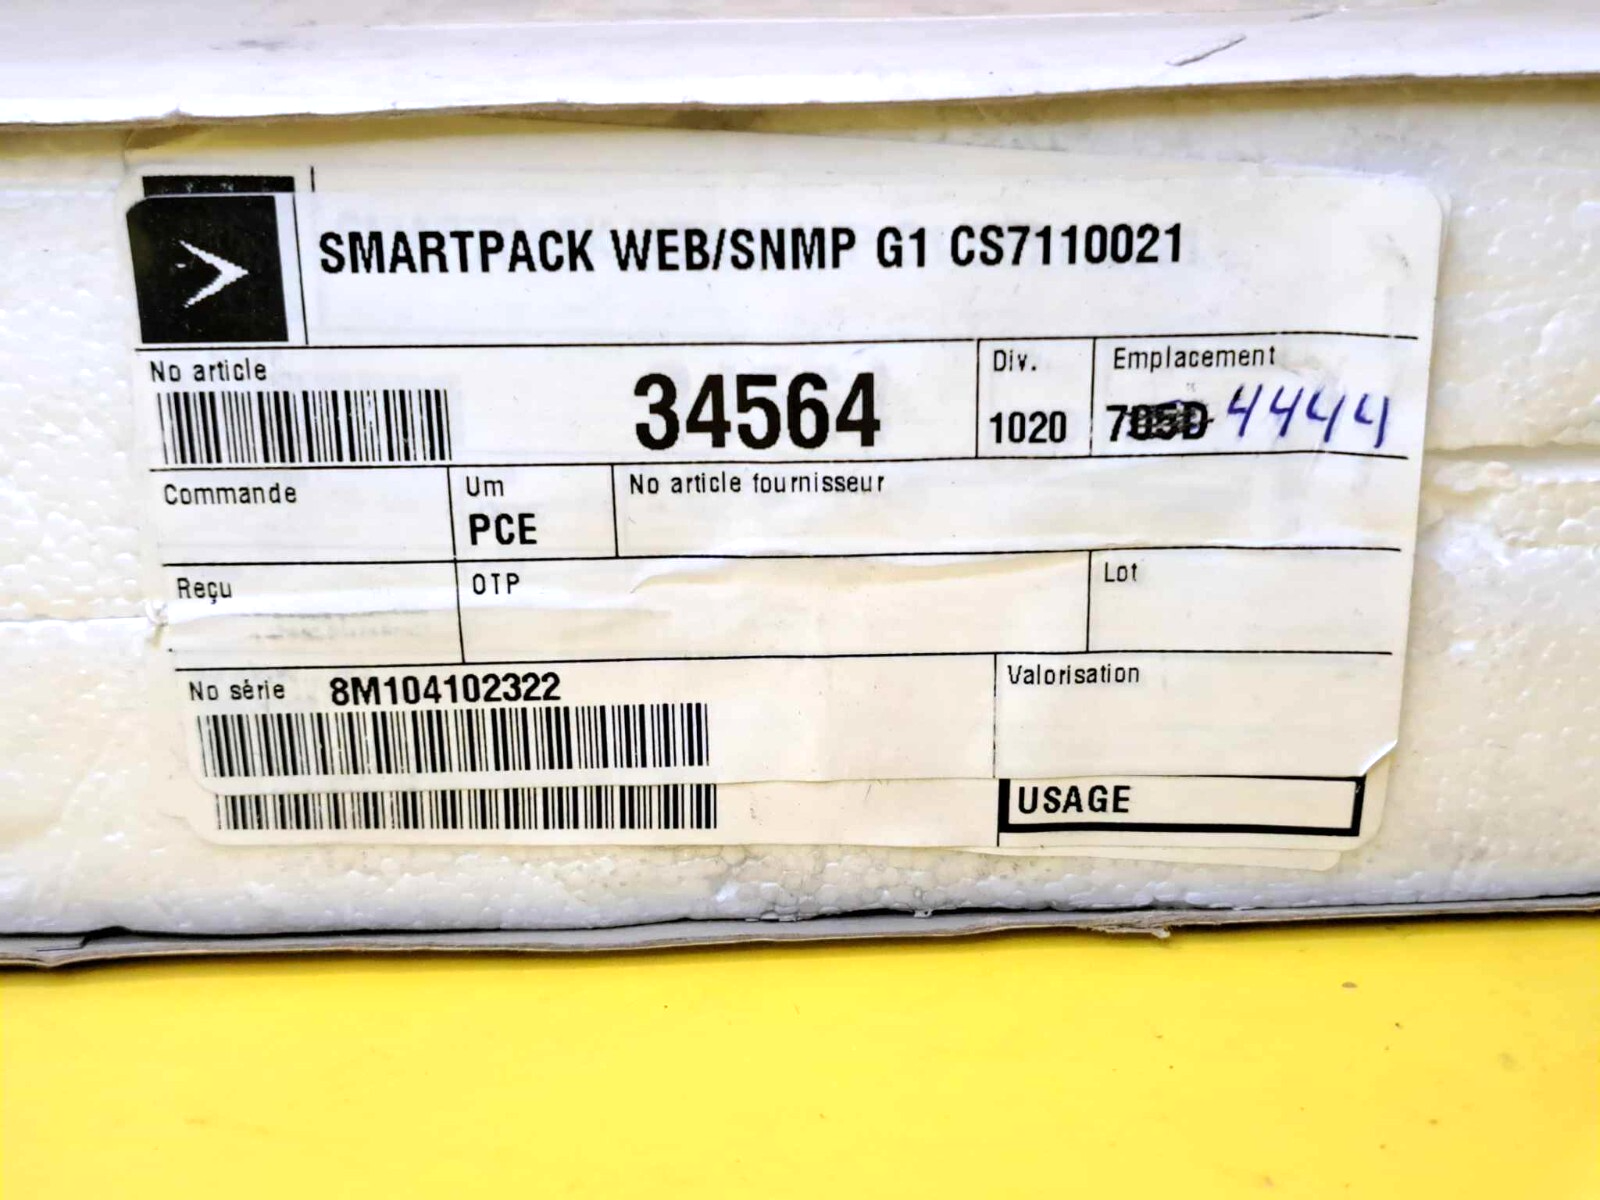 SMARTPACK WEB/SNMP G1 CS7110021
No article
34564
Div.
1020
Emplacement
4444
Commande
Um
PCE
No article fournisseur
Reçu
OTP
Lot
No série 8M104102322
Valorisation
USAGE